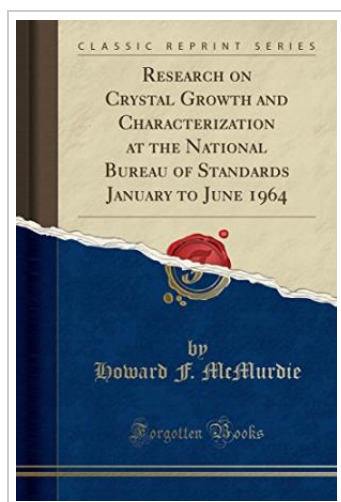 CLASSIC REPRINT SERIES
RESEARCH ON
CRYSTAL GROWTH AND
CHARACTERIZATION
AT THE NATIONAL
BUREAU OF STANDARDS
JANUARY TO JUNE 1964
by
Howard F. McMurdie
Forgotten Books